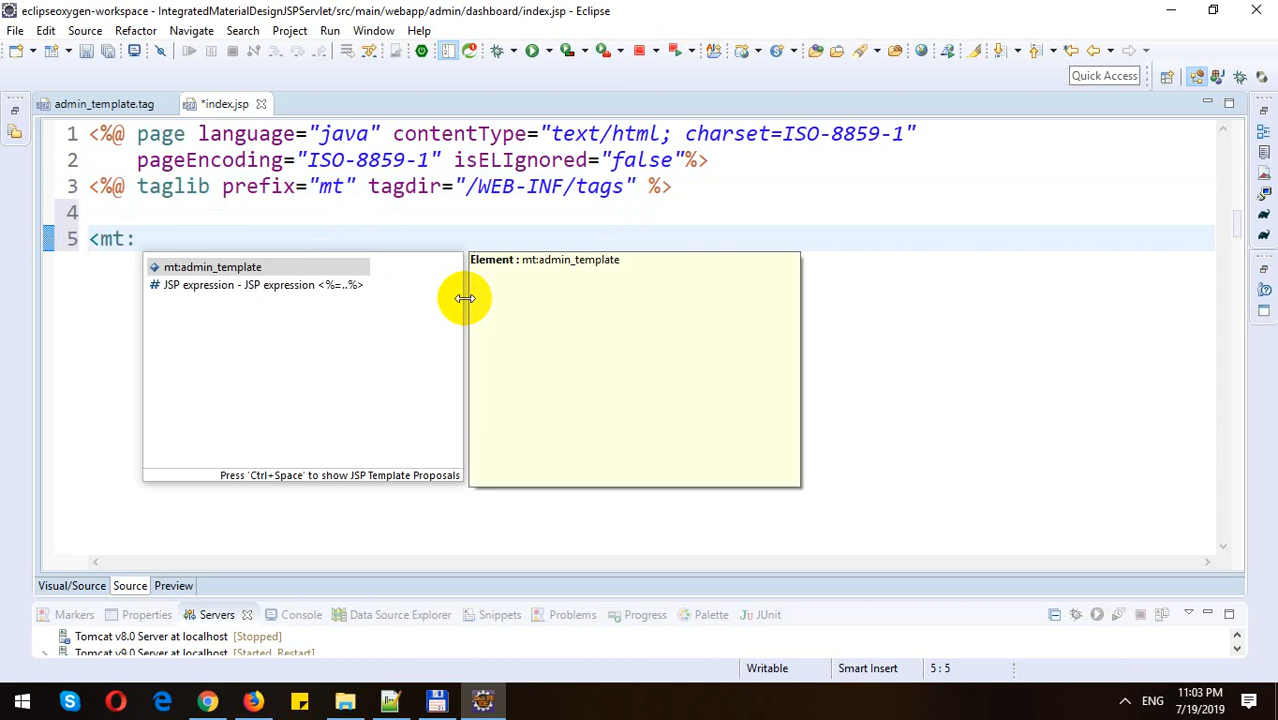 eclipseoxygen-workspace - IntegratedMaterialDesignJSPServlet/src/main/webapp/admin/dashboard/index.jsp - Eclipse
File Edit Source Refactor Navigate Search Project Run Window Help
Quick Access
admin_template.tag *index.jsp
1 <%@ page language="java" contentType="text/html; charset=ISO-8859-1"
2 pageEncoding="ISO-8859-1" isELIgnored="false"%>
3 <%@ taglib prefix="mt" tagdir="/WEB-INF/tags" %>
4
5 <mt:
mt:admin_template
# JSP expression - JSP expression <%=..%>
Press 'Ctrl+Space' to show JSP Template Proposals
Element : mt:admin_template
Visual/Source Source Preview
Markers Properties Servers Console Data Source Explorer Snippets Problems Progress Palette JUnit
Tomcat v8.0 Server at localhost [Stopped]
Tomcat v9.0 Server at localhost [Started, Restart]
Writable Smart Insert 5 : 5
ENG
11:03 PM
7/19/2019